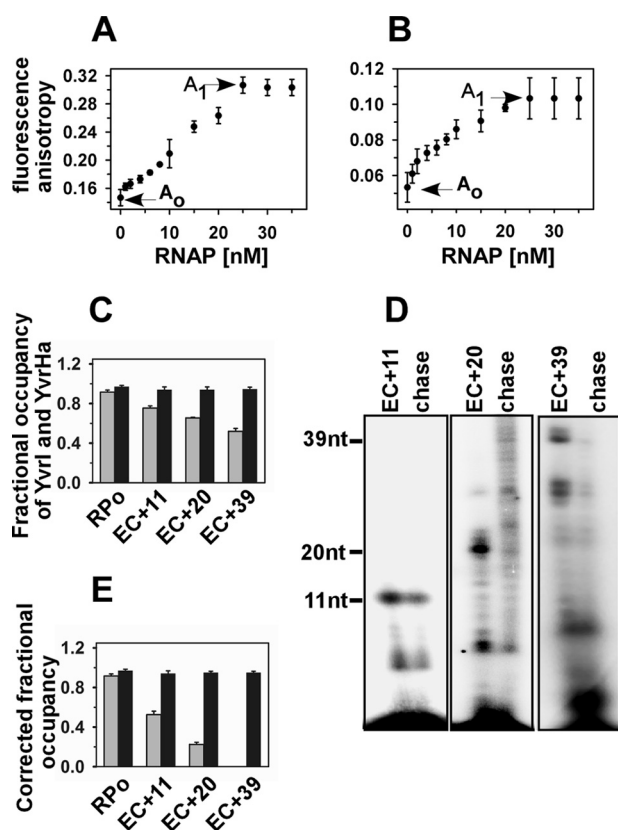 A
B
fluorescence
anisotropy
0.32
0.28
0.24
0.20
0.16
A1
Ao
0 10 20 30
RNAP [nM]
0.12
0.10
0.08
0.06
A1
Ao
0 10 20 30
RNAP [nM]
C
Fractional occupancy
of YvrI and YvrHa
1.2
0.8
0.4
0.0
RPo
EC+11
EC+20
EC+39
D
EC+11
chase
EC+20
chase
EC+39
chase
39nt
20nt
11nt
E
Corrected fractional
occupancy
1.2
0.8
0.4
0.0
RPo
EC+11
EC+20
EC+39